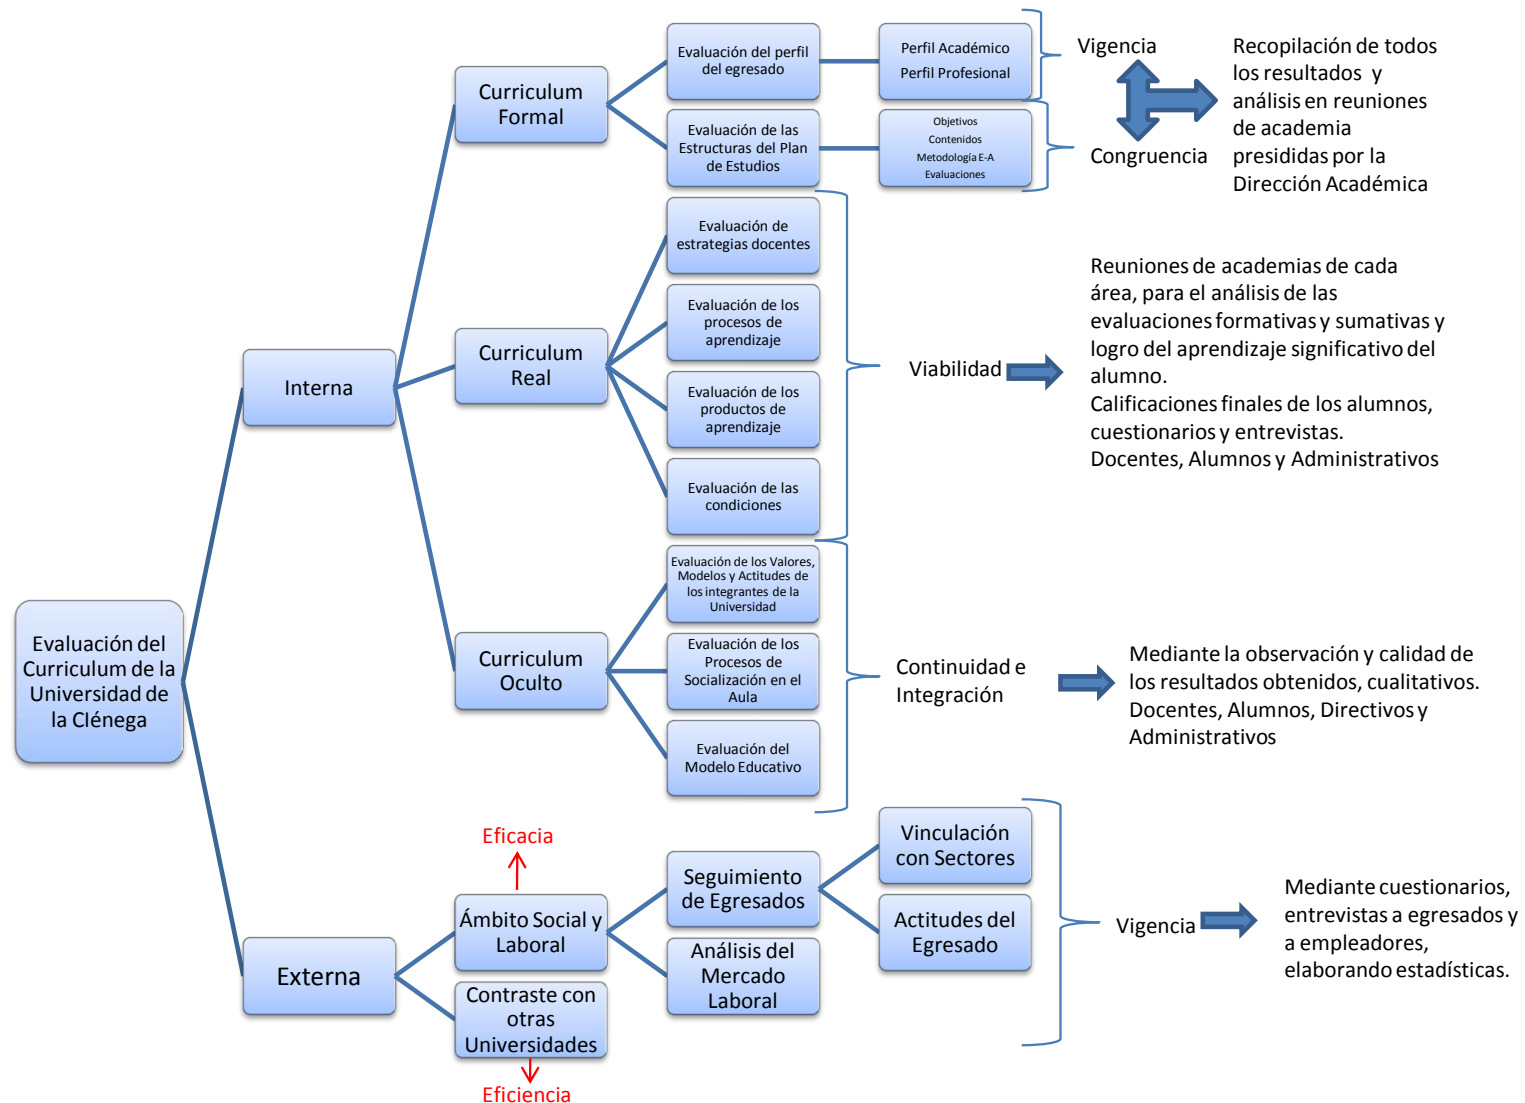 Evaluación del
Curriculum de la
Universidad de
la CIénega
Interna
Externa
Curriculum
Formal
Curriculum
Real
Curriculum
Oculto
Eficacia
Ámbito Social y
Laboral
Contraste con
otras
Universidades
Eficiencia
Evaluación del perfil
del egresado
Evaluación de las
Estructuras del Plan
de Estudios
Evaluación de
estrategias docentes
Evaluación de los
procesos de
aprendizaje
Evaluación de los
productos de
aprendizaje
Evaluación de las
condiciones
Evaluación de los Valores,
Modelos y Actitudes de
los integrantes de la
Universidad
Evaluación de los
Procesos de
Socialización en el
Aula
Evaluación del
Modelo Educativo
Seguimiento
de Egresados
Análisis del
Mercado
Laboral
Perfil Académico
Perfil Profesional
Objetivos
Contenidos
Metodología E-A
Evaluaciones
Vinculación
con Sectores
Actitudes del
Egresado
Vigencia
Congruencia
Recopilación de todos
los resultados y
análisis en reuniones
de academia
presididas por la
Dirección Académica
Viabilidad
Reuniones de academias de cada
área, para el análisis de las
evaluaciones formativas y sumativas y
logro del aprendizaje significativo del
alumno.
Calificaciones finales de los alumnos,
cuestionarios y entrevistas.
Docentes, Alumnos y Administrativos
Continuidad e
Integración
Mediante la observación y calidad de
los resultados obtenidos, cualitativos.
Docentes, Alumnos, Directivos y
Administrativos
Vigencia
Mediante cuestionarios,
entrevistas a egresados y
a empleadores,
elaborando estadísticas.